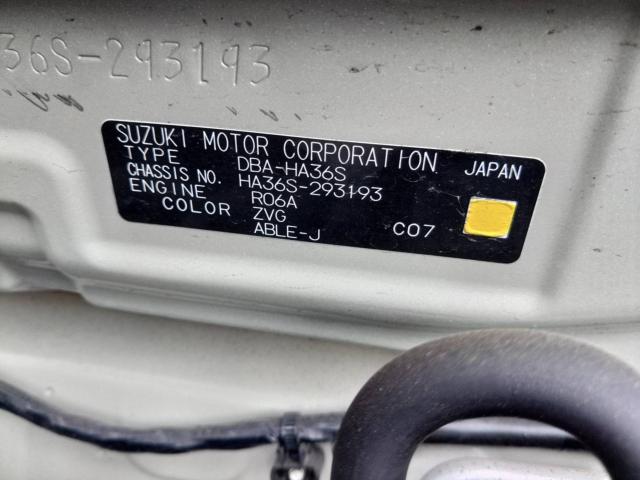 36S-293193
SUZUKI MOTOR CORPORATION JAPAN
TYPE DBA-HA36S
CHASSIS NO. HA36S-293193
ENGINE R06A
COLOR ZVG
ABLE-J C07